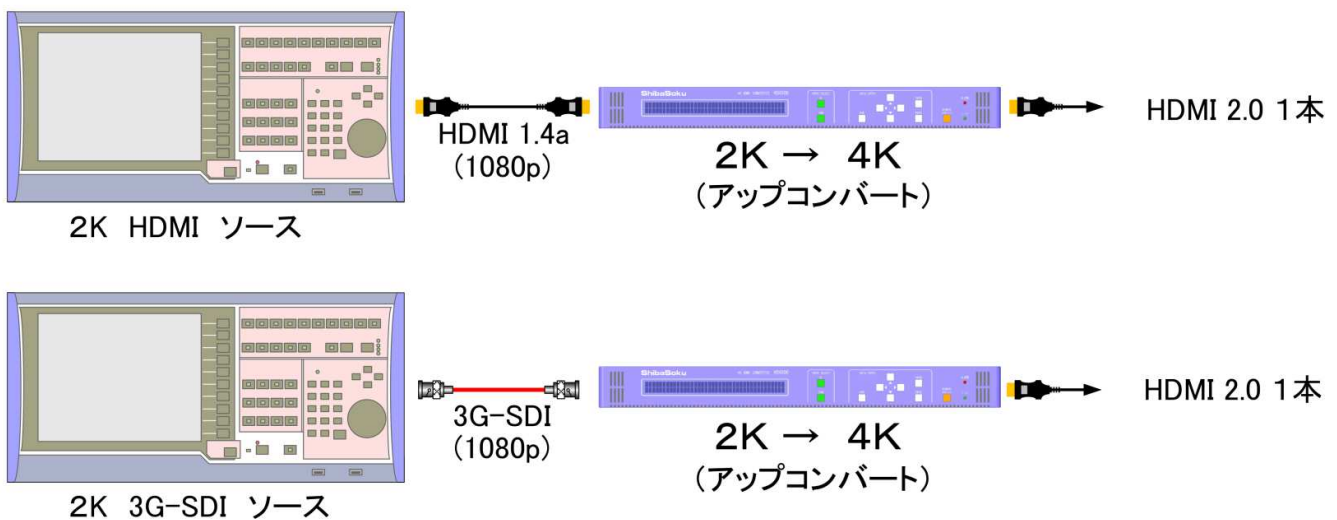 ShibaSoku
HDMI 1.4a
(1080p)
2K → 4K
(アップコンバート)
HDMI 2.0 1本
2K HDMI ソース
ShibaSoku
3G-SDI
(1080p)
2K → 4K
(アップコンバート)
HDMI 2.0 1本
2K 3G-SDI ソース